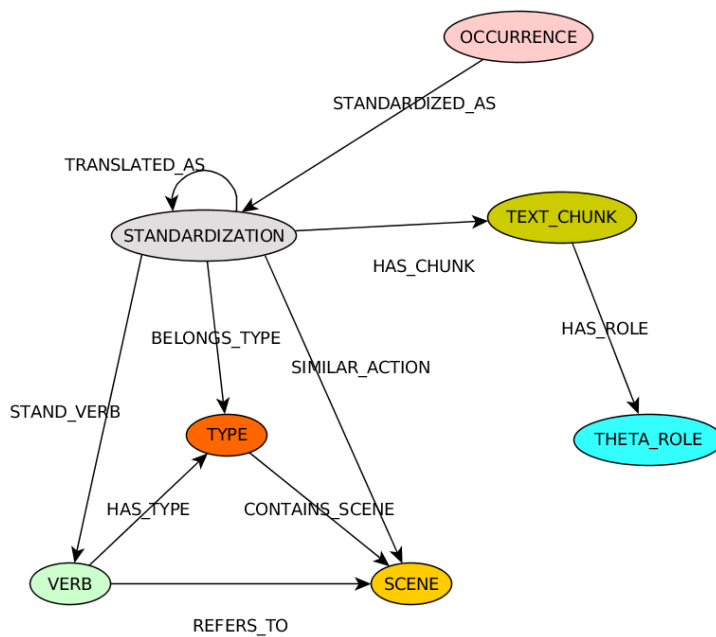 OCCURRENCE
STANDARDIZED_AS
TRANSLATED_AS
TEXT_CHUNK
STANDARDIZATION
HAS_CHUNK
HAS_ROLE
BELONGS_TYPE
SIMILAR_ACTION
STAND_VERB
TYPE
THETA_ROLE
HAS_TYPE
CONTAINS_SCENE
VERB
SCENE
REFERS_TO